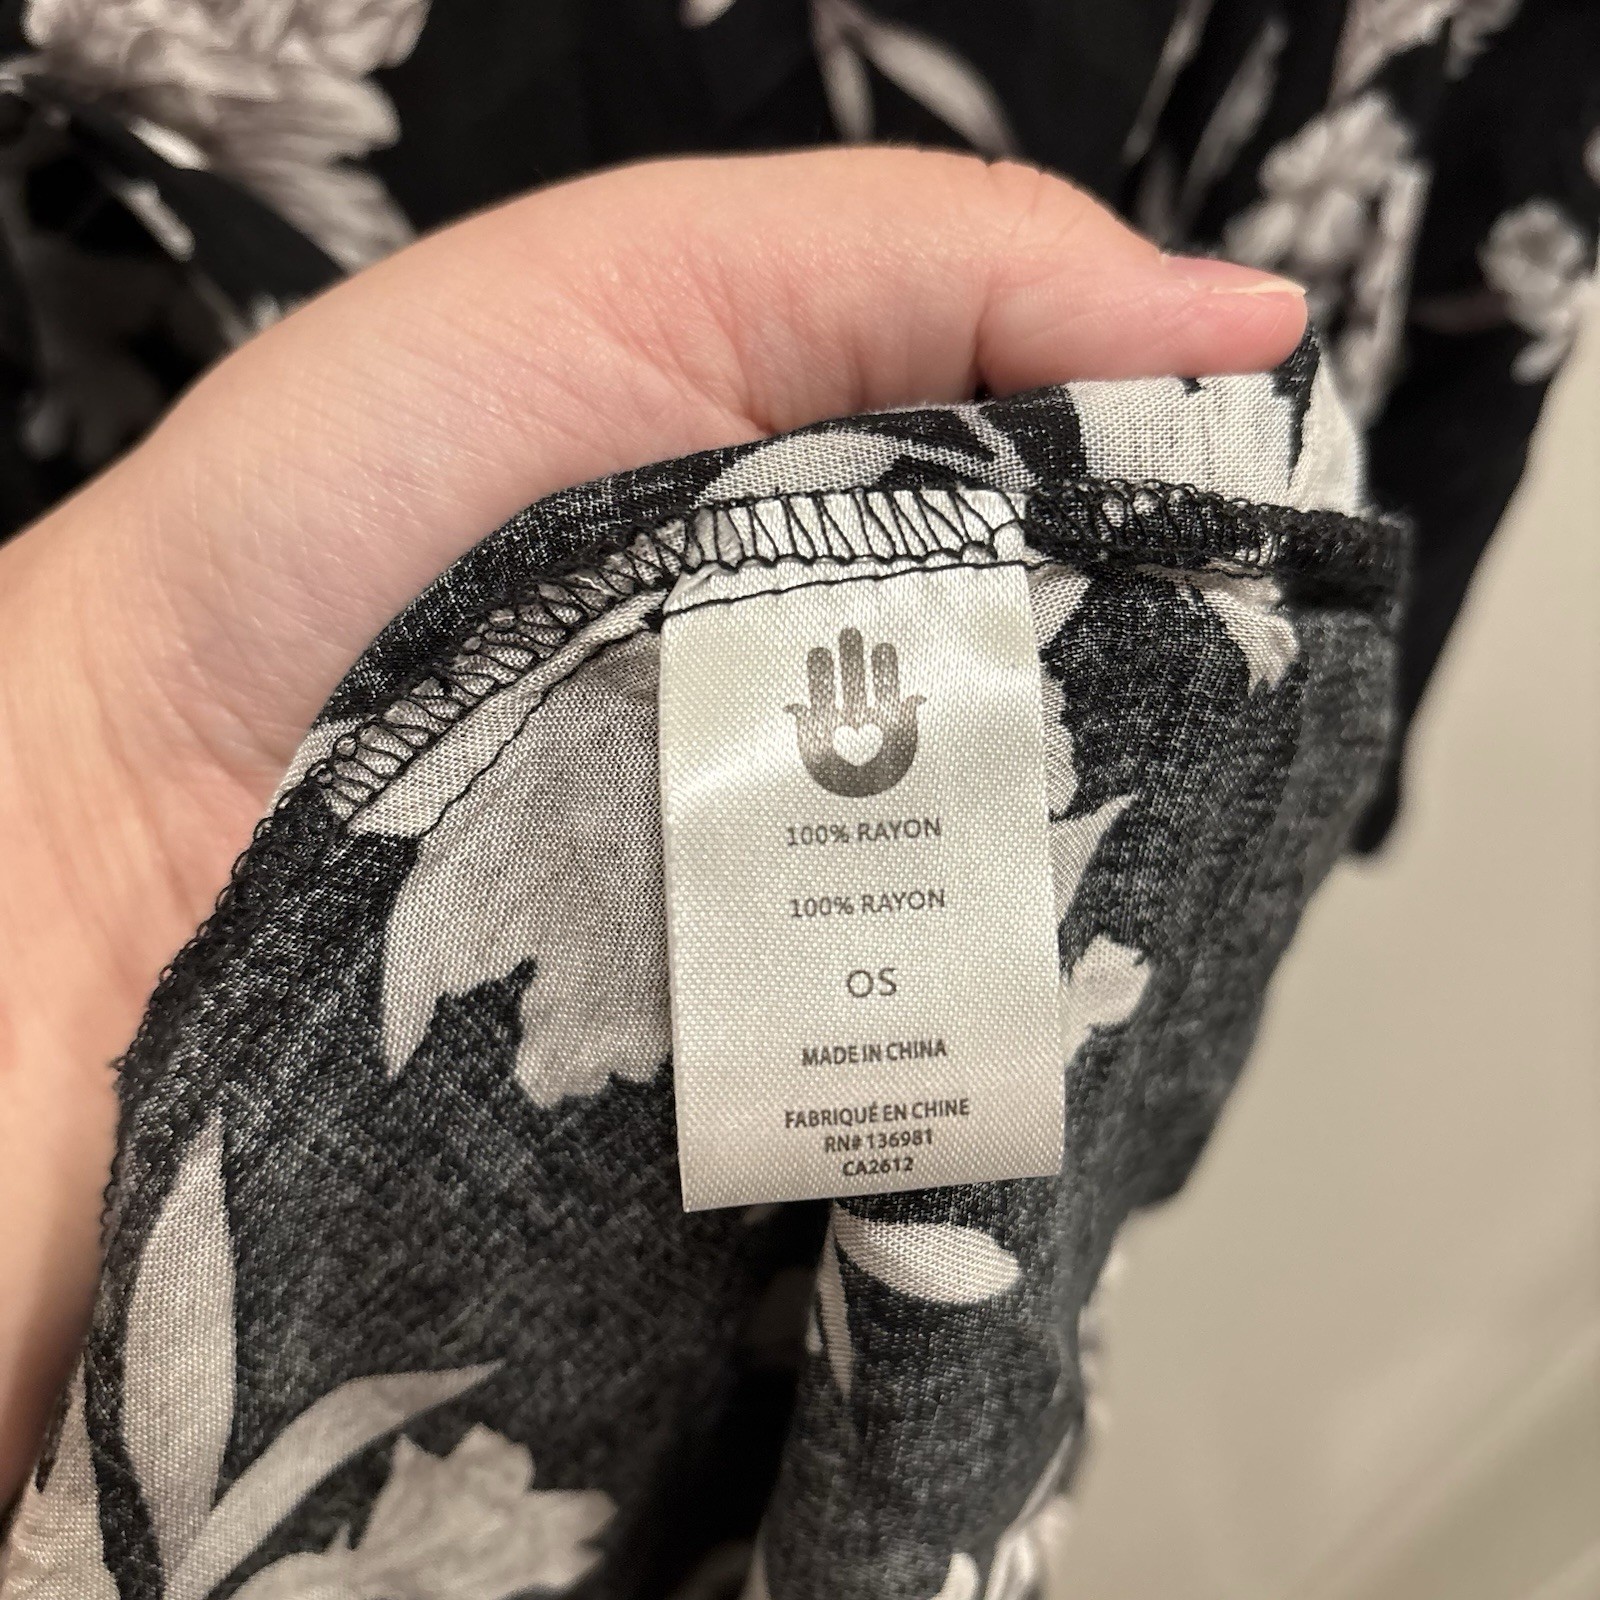 100% RAYON
100% RAYON
OS
MADE IN CHINA
FABRIQUÉ EN CHINE
RN# 136981
CA2612